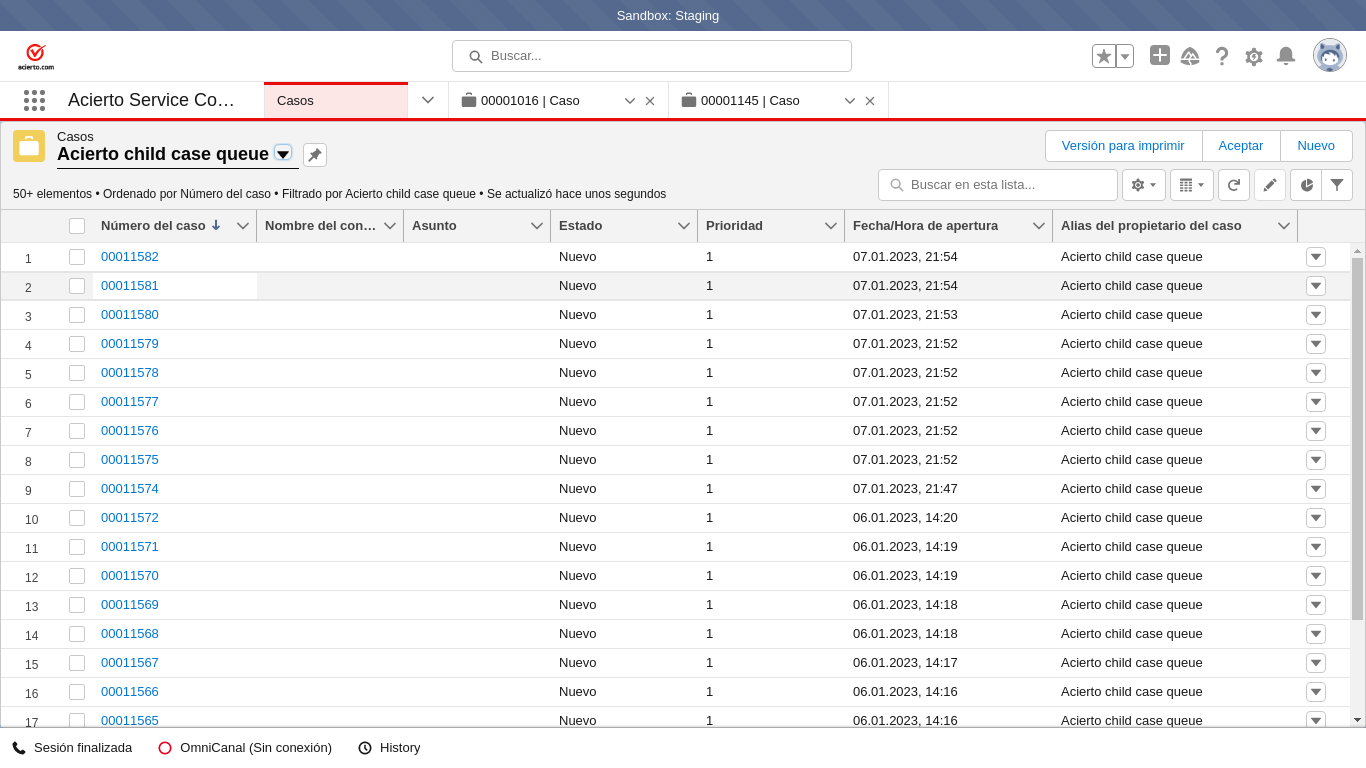 Sandbox: Staging
acierto.com
Buscar...
Acierto Service Co…
Casos
00001016 | Caso
00001145 | Caso
Casos
Acierto child case queue
Versión para imprimir
Aceptar
Nuevo
50+ elementos • Ordenado por Número del caso • Filtrado por Acierto child case queue • Se actualizó hace unos segundos
Buscar en esta lista...
Número del caso Nombre del con… Asunto Estado Prioridad Fecha/Hora de apertura Alias del propietario del caso
1 00011582 Nuevo 1 07.01.2023, 21:54 Acierto child case queue
2 00011581 Nuevo 1 07.01.2023, 21:54 Acierto child case queue
3 00011580 Nuevo 1 07.01.2023, 21:53 Acierto child case queue
4 00011579 Nuevo 1 07.01.2023, 21:52 Acierto child case queue
5 00011578 Nuevo 1 07.01.2023, 21:52 Acierto child case queue
6 00011577 Nuevo 1 07.01.2023, 21:52 Acierto child case queue
7 00011576 Nuevo 1 07.01.2023, 21:52 Acierto child case queue
8 00011575 Nuevo 1 07.01.2023, 21:52 Acierto child case queue
9 00011574 Nuevo 1 07.01.2023, 21:47 Acierto child case queue
10 00011572 Nuevo 1 06.01.2023, 14:20 Acierto child case queue
11 00011571 Nuevo 1 06.01.2023, 14:19 Acierto child case queue
12 00011570 Nuevo 1 06.01.2023, 14:19 Acierto child case queue
13 00011569 Nuevo 1 06.01.2023, 14:18 Acierto child case queue
14 00011568 Nuevo 1 06.01.2023, 14:18 Acierto child case queue
15 00011567 Nuevo 1 06.01.2023, 14:17 Acierto child case queue
16 00011566 Nuevo 1 06.01.2023, 14:16 Acierto child case queue
17 00011565 Nuevo 1 06.01.2023, 14:16 Acierto child case queue
Sesión finalizada
OmniCanal (Sin conexión)
History